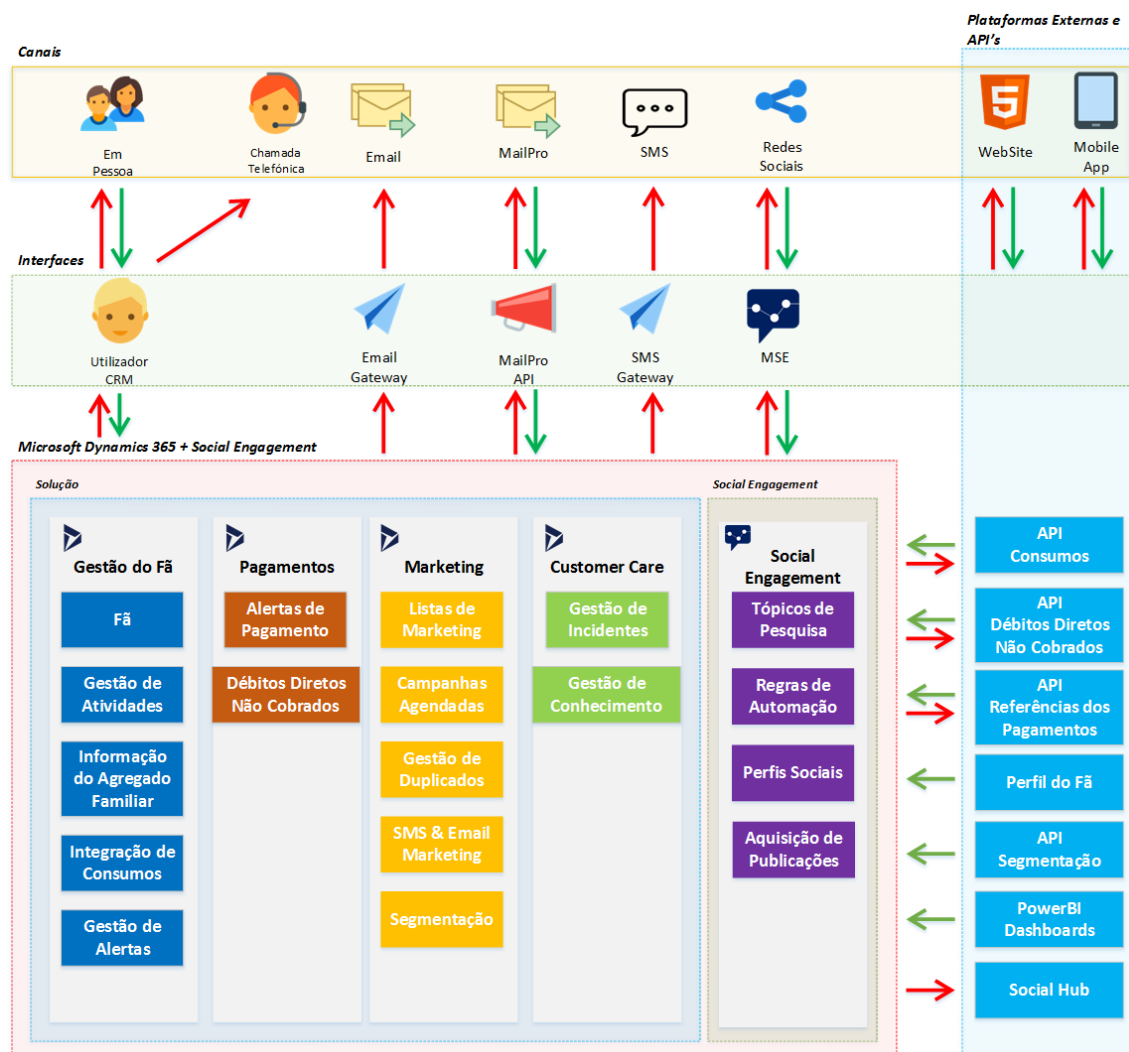 Plataformas Externas e
API's
Canais
Em
Pessoa
Chamada
Telefónica
Email
MailPro
SMS
Redes
Sociais
WebSite
Mobile
App
Interfaces
Utilizador
CRM
Email
Gateway
MailPro
API
SMS
Gateway
MSE
Microsoft Dynamics 365 + Social Engagement
Solução
Gestão do Fã
Fã
Gestão de
Atividades
Informação
do Agregado
Familiar
Integração de
Consumos
Gestão de
Alertas
Pagamentos
Alertas de
Pagamento
Débitos Diretos
Não Cobrados
Marketing
Listas de
Marketing
Campanhas
Agendadas
Gestão de
Duplicados
SMS & Email
Marketing
Segmentação
Customer Care
Gestão de
Incidentes
Gestão de
Conhecimento
Social Engagement
Social
Engagement
Tópicos de
Pesquisa
Regras de
Automação
Perfis Sociais
Aquisição de
Publicações
API
Consumos
API
Débitos Diretos
Não Cobrados
API
Referências dos
Pagamentos
Perfil do Fã
API
Segmentação
PowerBI
Dashboards
Social Hub